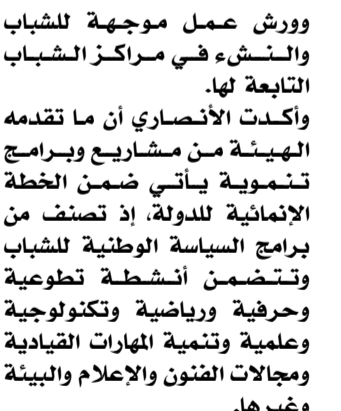 وورش عمل موجهة للشباب
والنشء في مراكز الشباب
التابعة لها.
وأكدت الأنصاري أن ما تقدمه
الهيئة من مشاريع وبرامج
تنموية يأتي ضمن الخطة
الإنمائية للدولة، إذ تصنف من
برامج السياسة الوطنية للشباب
وتتضمن أنشطة تطوعية
وحرفية ورياضية وتكنولوجية
وعلمية وتنمية المهارات القيادية
ومجالات الفنون والإعلام والبيئة
وغيرها.